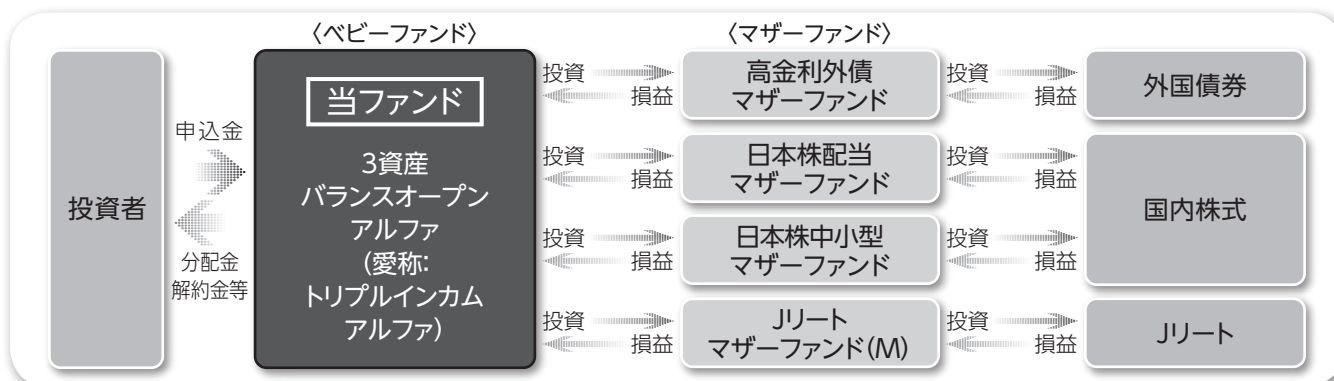 〈ベビーファンド〉
〈マザーファンド〉
投資者
申込金
分配金
解約金等
当ファンド
3資産
バランスオープン
アルファ
(愛称:
トリプルインカム
アルファ)
投資
損益
高金利外債
マザーファンド
投資
損益
外国債券
投資
損益
日本株配当
マザーファンド
投資
損益
国内株式
投資
損益
日本株中小型
マザーファンド
投資
損益
投資
損益
Jリート
マザーファンド(M)
投資
損益
Jリート